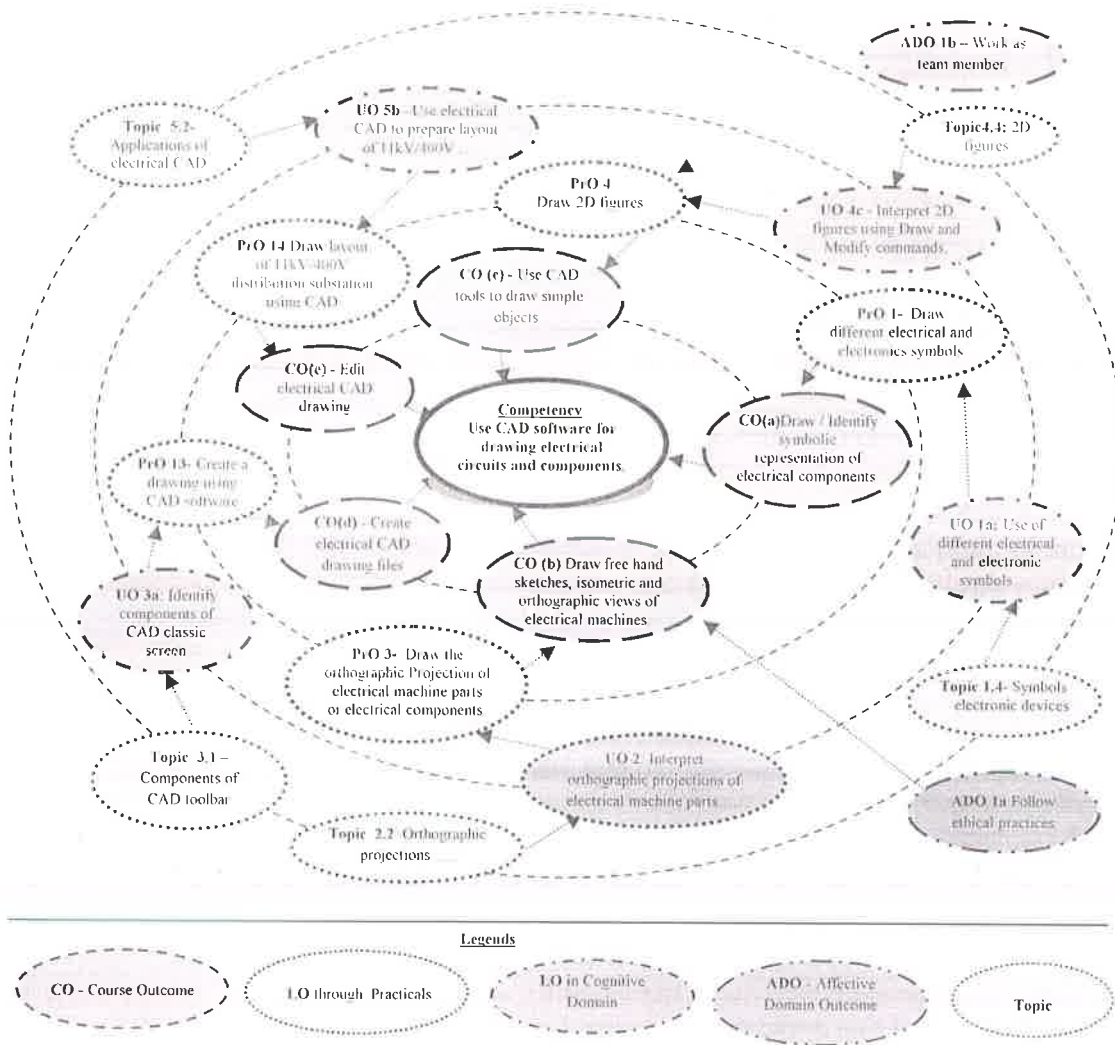 ADO 1b – Work as
team member
UO 5b - Use electrical
CAD to prepare layout
of 11kV/400V ...
Topic 5.2-
Applications of
electrical CAD
Topic4.4: 2D
figures
PrO 4
Draw 2D figures
UO 4c - Interpret 2D
figures using Draw and
Modify commands.
PrO 14 Draw layout
of 11kV/400V
distribution substation
using CAD
CO (c) - Use CAD
tools to draw simple
objects
PrO 1- Draw
different electrical and
electronics symbols
CO(e) - Edit
electrical CAD
drawing
Competency
Use CAD software for
drawing electrical
circuits and components.
CO(a)Draw / Identify
symbolic
representation of
electrical components
PrO 13- Create a
drawing using
CAD software
CO(d) - Create
electrical CAD
drawing files
CO (b) Draw free hand
sketches, isometric and
orthographic views of
electrical machines
UO 1a: Use of
different electrical
and electronic
symbols
UO 3a: Identify
components of
CAD classic
screen
PrO 3- Draw the
orthographic Projection of
electrical machine parts
or electrical components
Topic 1.4- Symbols
electronic devices
Topic 3.1 –
Components of
CAD toolbar
UO 2 Interpret
orthographic projections of
electrical machine parts
ADO 1a Follow
ethical practices
Topic 2.2 Orthographic
projections
Legends
CO - Course Outcome
LO through Practicals
LO in Cognitive
Domain
ADO - Affective
Domain Outcome
Topic